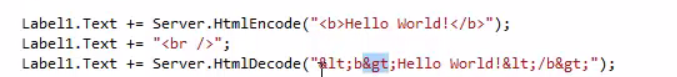 Label1.Text += Server.HtmlEncode("<b>Hello World!</b>");
Label1.Text += "<br />";
Label1.Text += Server.HtmlDecode("&lt;b&gt;Hello World!&lt;/b&gt;");